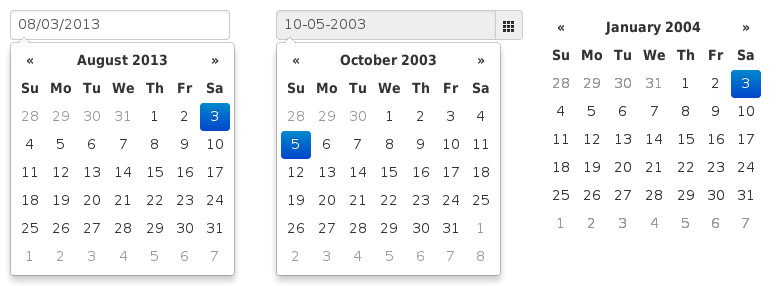 08/03/2013
« August 2013 »
Su Mo Tu We Th Fr Sa
28 29 30 31 1 2 3
4 5 6 7 8 9 10
11 12 13 14 15 16 17
18 19 20 21 22 23 24
25 26 27 28 29 30 31
1 2 3 4 5 6 7
10-05-2003
« October 2003 »
Su Mo Tu We Th Fr Sa
28 29 30 1 2 3 4
5 6 7 8 9 10 11
12 13 14 15 16 17 18
19 20 21 22 23 24 25
26 27 28 29 30 31 1
2 3 4 5 6 7 8
« January 2004 »
Su Mo Tu We Th Fr Sa
28 29 30 31 1 2 3
4 5 6 7 8 9 10
11 12 13 14 15 16 17
18 19 20 21 22 23 24
25 26 27 28 29 30 31
1 2 3 4 5 6 7